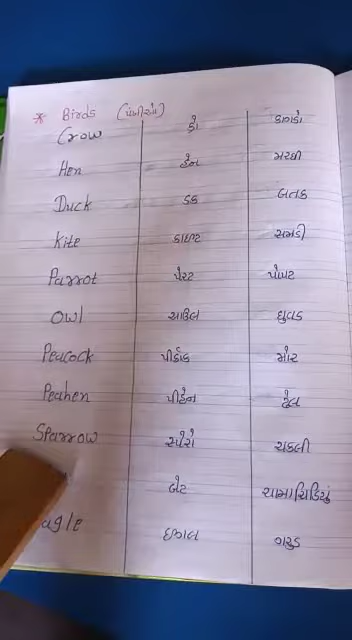 * Birds (પંખીઓ)
Crow ક્રો કાગડો
Hen હેન મરઘી
Duck ડક બતક
Kite કાઇટ સમડી
Parrot પેરટ પોપટ
Owl આઉલ ઘુવડ
Peacock પીકોક મોર
Peahen પીહેન ઢેલ
Sparrow સ્પેરો ચકલી
બેટ ચામાચિડિયું
agle ઇગલ ગરુડ